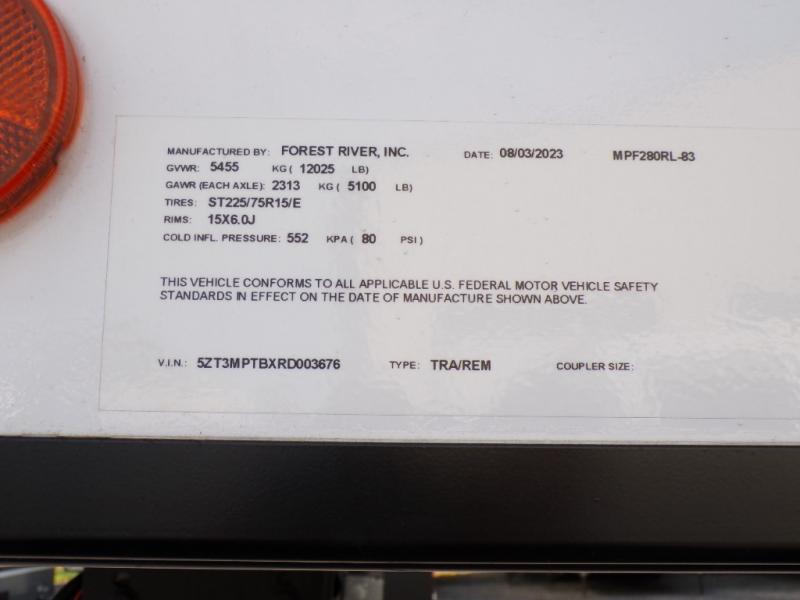 MANUFACTURED BY: FOREST RIVER, INC. DATE: 08/03/2023 MPF280RL-83
GVWR: 5455 KG ( 12025 LB)
GAWR (EACH AXLE): 2313 KG ( 5100 LB)
TIRES: ST225/75R15/E
RIMS: 15X6.0J
COLD INFL. PRESSURE: 552 KPA ( 80 PSI )
THIS VEHICLE CONFORMS TO ALL APPLICABLE U.S. FEDERAL MOTOR VEHICLE SAFETY
STANDARDS IN EFFECT ON THE DATE OF MANUFACTURE SHOWN ABOVE.
V.I.N.: 5ZT3MPTBXRD003676 TYPE: TRA/REM COUPLER SIZE: